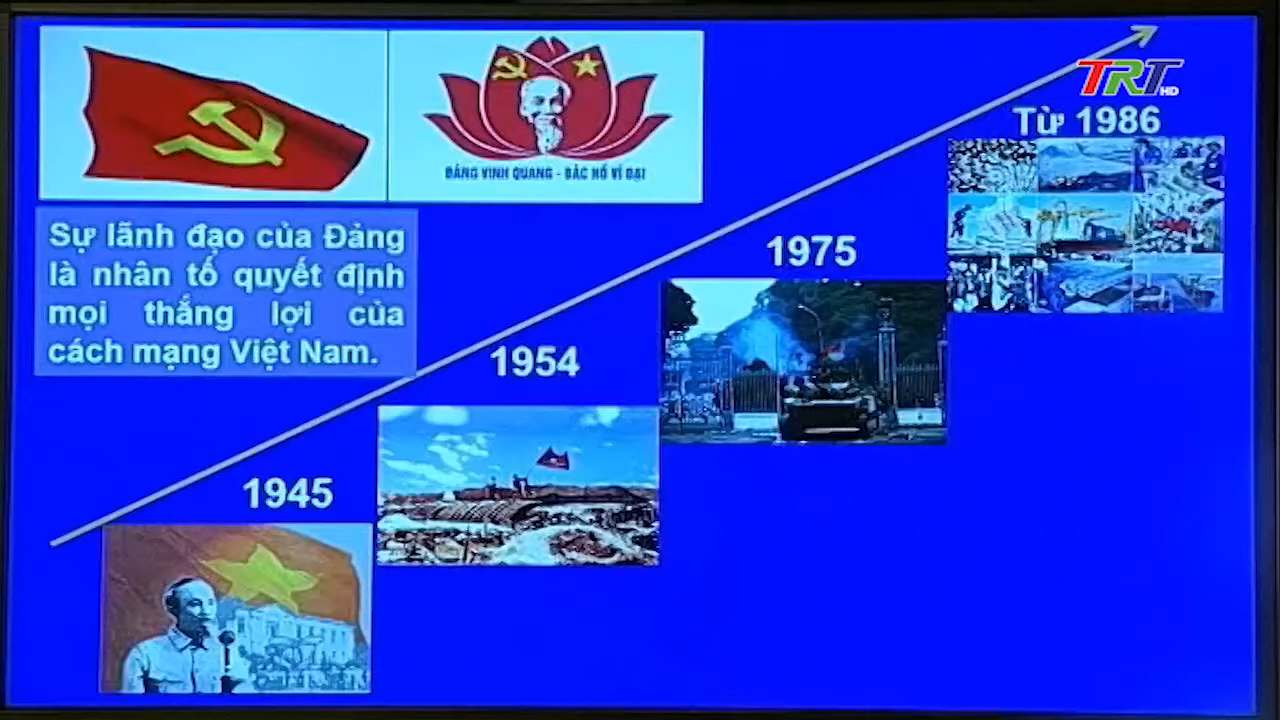 ĐẢNG VINH QUANG - BÁC HỒ VĨ ĐẠI
Sự lãnh đạo của Đảng
là nhân tố quyết định
mọi thắng lợi của
cách mạng Việt Nam.
1945
1954
1975
Từ 1986
TRT HD